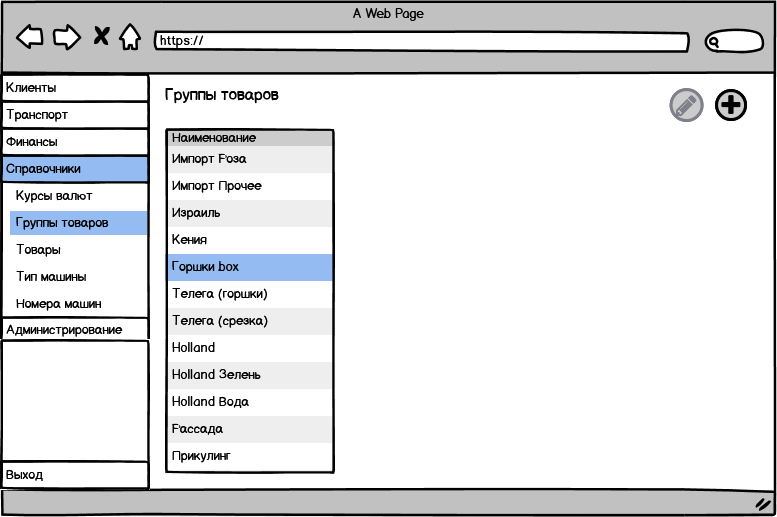 A Web Page
https://
Клиенты
Транспорт
Финансы
Справочники
Курсы валют
Группы товаров
Товары
Тип машины
Номера машин
Администрирование
Выход
Группы товаров
Наименование
Импорт Роза
Импорт Прочее
Израиль
Кения
Горшки box
Телега (горшки)
Телега (срезка)
Holland
Holland Зелень
Holland Вода
Рассада
Прикулинг